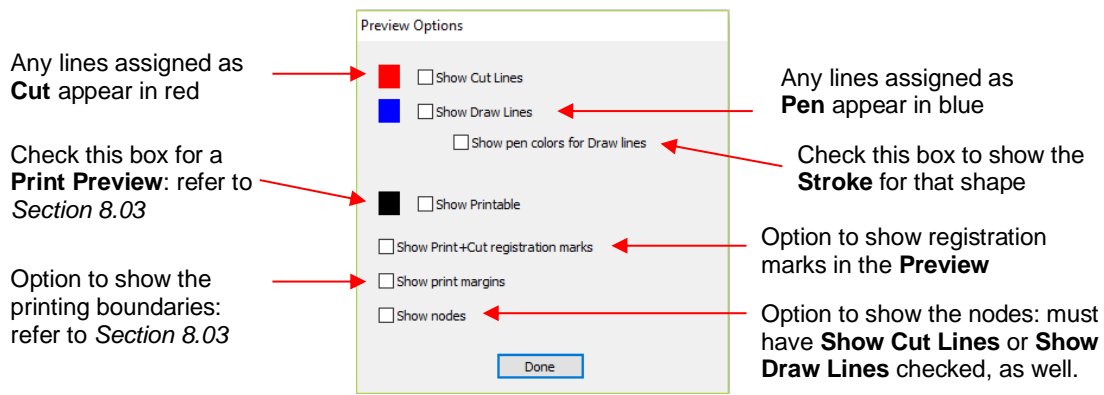 Preview Options
Any lines assigned as
Cut appear in red
Show Cut Lines
Show Draw Lines
Any lines assigned as
Pen appear in blue
Show pen colors for Draw lines
Check this box for a
Print Preview: refer to
Section 8.03
Check this box to show the
Stroke for that shape
Show Printable
Show Print+Cut registration marks
Option to show registration
marks in the Preview
Option to show the
printing boundaries:
refer to Section 8.03
Show print margins
Show nodes
Option to show the nodes: must
have Show Cut Lines or Show
Draw Lines checked, as well.
Done